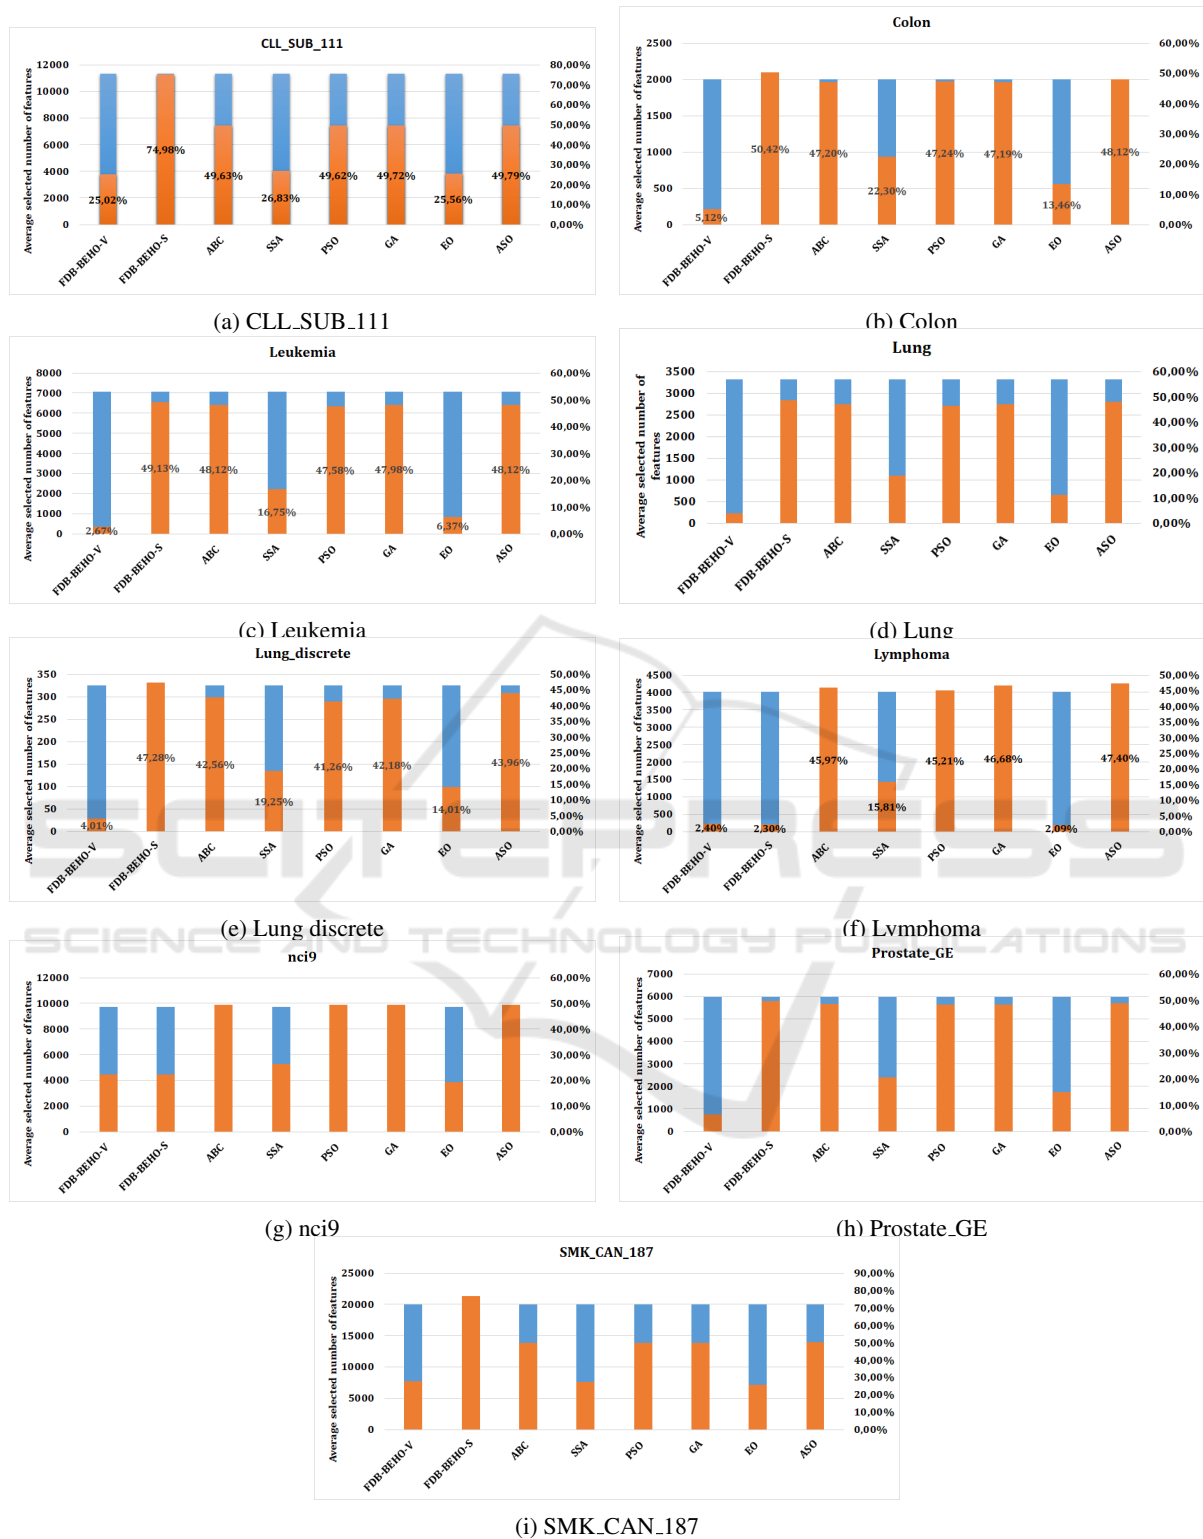 CLL_SUB_111
Average selected number of features
12000
10000
8000
6000
4000
2000
0
80,00%
70,00%
60,00%
50,00%
40,00%
30,00%
20,00%
10,00%
0,00%
25,02%
74,98%
49,63%
26,83%
49,62%
49,72%
25,56%
49,79%
FDB-BEHO-V
FDB-BEHO-S
ABC
SSA
PSO
GA
EO
ASO
(a) CLL_SUB_111
Colon
Average selected number of features
2500
2000
1500
1000
500
0
60,00%
50,00%
40,00%
30,00%
20,00%
10,00%
0,00%
5,12%
50,42%
47,20%
22,30%
47,24%
47,19%
13,46%
48,12%
FDB-BEHO-V
FDB-BEHO-S
ABC
SSA
PSO
GA
EO
ASO
(b) Colon
Leukemia
Average selected number of features
8000
7000
6000
5000
4000
3000
2000
1000
0
60,00%
50,00%
40,00%
30,00%
20,00%
10,00%
0,00%
2,67%
49,13%
48,12%
16,75%
47,58%
47,98%
6,37%
48,12%
FDB-BEHO-V
FDB-BEHO-S
ABC
SSA
PSO
GA
EO
ASO
(c) Leukemia
Lung
Average selected number of
features
3500
3000
2500
2000
1500
1000
500
0
60,00%
50,00%
40,00%
30,00%
20,00%
10,00%
0,00%
FDB-BEHO-V
FDB-BEHO-S
ABC
SSA
PSO
GA
EO
ASO
(d) Lung
Lung_discrete
Average selected number of features
350
300
250
200
150
100
50
0
50,00%
45,00%
40,00%
35,00%
30,00%
25,00%
20,00%
15,00%
10,00%
5,00%
0,00%
4,01%
47,28%
42,56%
19,25%
41,26%
42,18%
14,01%
43,96%
FDB-BEHO-V
FDB-BEHO-S
ABC
SSA
PSO
GA
EO
ASO
(e) Lung discrete
Lymphoma
Average selected number of features
4500
4000
3500
3000
2500
2000
1500
1000
500
0
50,00%
45,00%
40,00%
35,00%
30,00%
25,00%
20,00%
15,00%
10,00%
5,00%
0,00%
2,40%
2,30%
45,97%
15,81%
45,21%
46,68%
2,09%
47,40%
FDB-BEHO-V
FDB-BEHO-S
ABC
SSA
PSO
GA
EO
ASO
(f) Lymphoma
SCITEPRESS
SCIENCE AND TECHNOLOGY PUBLICATIONS
nci9
Average selected number of features
12000
10000
8000
6000
4000
2000
0
60,00%
50,00%
40,00%
30,00%
20,00%
10,00%
0,00%
FDB-BEHO-V
FDB-BEHO-S
ABC
SSA
PSO
GA
EO
ASO
(g) nci9
Prostate_GE
Average selected number of features
7000
6000
5000
4000
3000
2000
1000
0
60,00%
50,00%
40,00%
30,00%
20,00%
10,00%
0,00%
FDB-BEHO-V
FDB-BEHO-S
ABC
SSA
PSO
GA
EO
ASO
(h) Prostate_GE
SMK_CAN_187
Average selected number of features
25000
20000
15000
10000
5000
0
90,00%
80,00%
70,00%
60,00%
50,00%
40,00%
30,00%
20,00%
10,00%
0,00%
FDB-BEHO-V
FDB-BEHO-S
ABC
SSA
PSO
GA
EO
ASO
(i) SMK_CAN_187